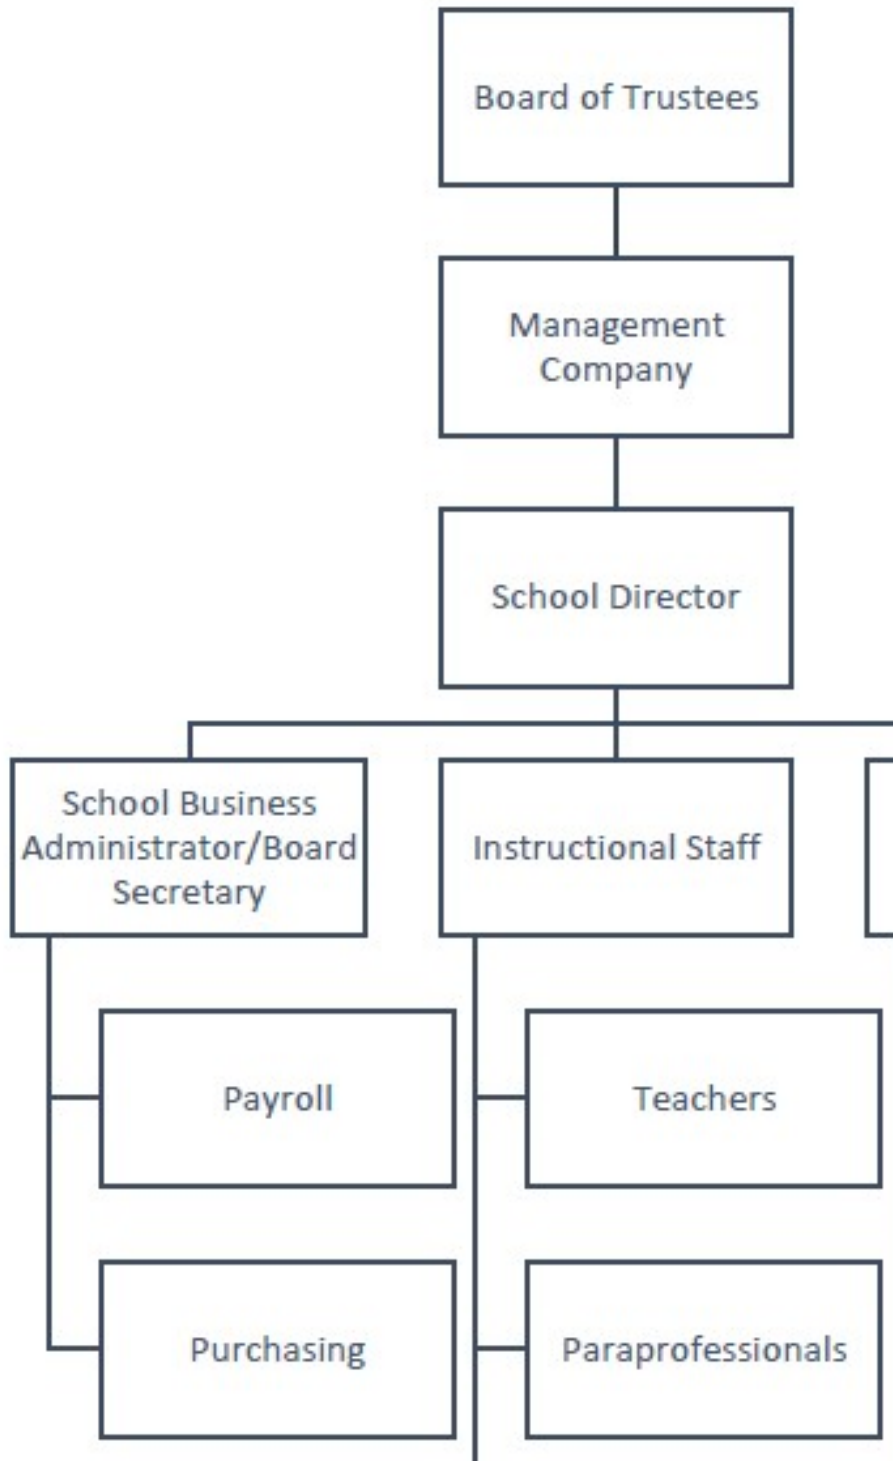 Board of Trustees
Management
Company
School Director
School Business
Administrator/Board
Secretary
Instructional Staff
Payroll
Teachers
Purchasing
Paraprofessionals